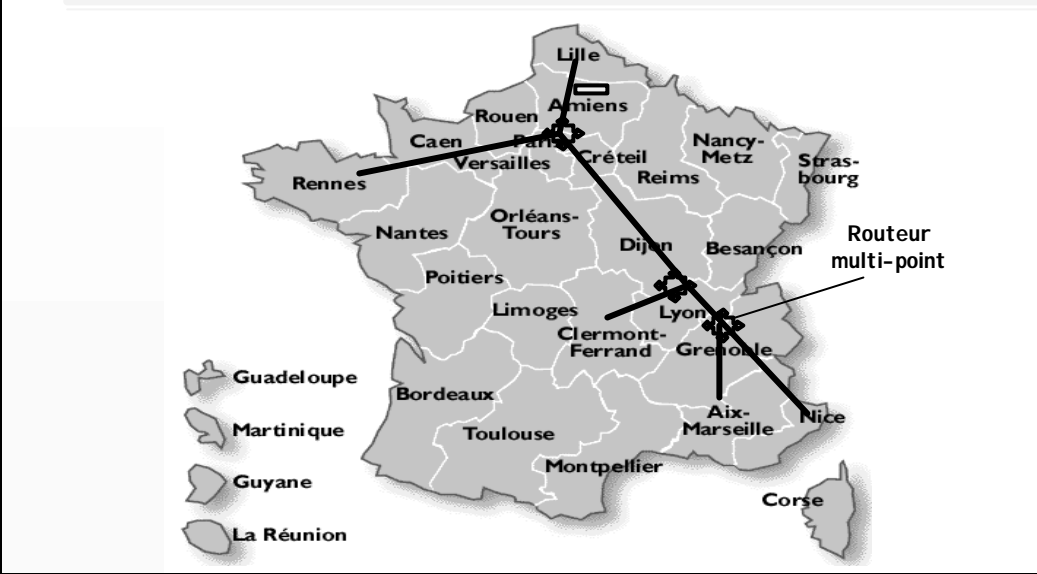 Lille
Amiens
Rouen
Caen
Paris
Versailles
Créteil
Nancy-
Metz
Reims
Stras-
bourg
Rennes
Orléans-
Tours
Nantes
Dijon
Besançon
Routeur
multi-point
Poitiers
Limoges
Lyon
Clermont-
Ferrand
Grenoble
Guadeloupe
Bordeaux
Martinique
Toulouse
Aix-
Marseille
Nice
Montpellier
Guyane
Corse
La Réunion